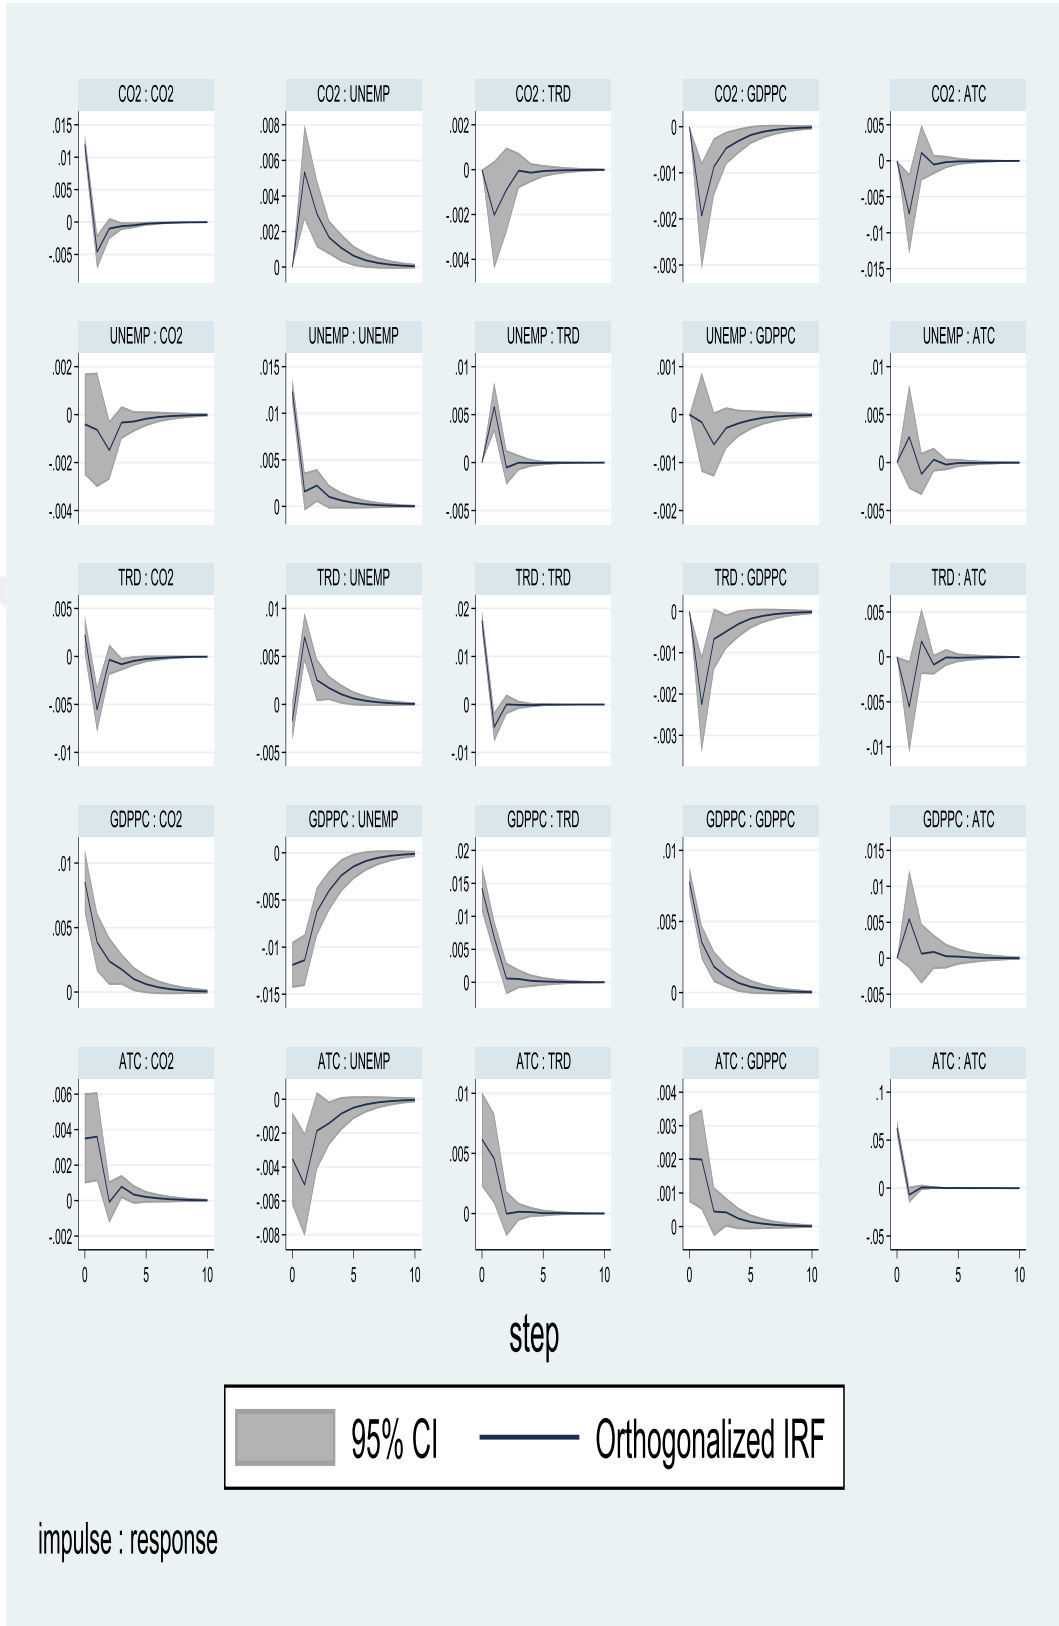 CO2 : CO2 CO2 : UNEMP CO2 : TRD CO2 : GDPPC CO2 : ATC
.015 .008 .002 0 .005
.01 .006 0 -.001 0
.005 .004 -.002 -.002 -.005
0 .002 -.004 -.003 -.01
-.005 0 -.015
UNEMP : CO2 UNEMP : UNEMP UNEMP : TRD UNEMP : GDPPC UNEMP : ATC
.002 .015 .01 .001 .01
0 .01 .005 0 .005
-.002 .005 0 -.001 0
-.004 0 -.005 -.002 -.005
TRD : CO2 TRD : UNEMP TRD : TRD TRD : GDPPC TRD : ATC
.005 .01 .02 0 .005
0 .005 .01 -.001 0
-.005 0 0 -.002 -.005
-.01 -.005 -.01 -.003 -.01
GDPPC : CO2 GDPPC : UNEMP GDPPC : TRD GDPPC : GDPPC GDPPC : ATC
.01 0 .02 .01 .015
.005 -.005 .015 .005 .01
0 -.01 .01 0 .005
-.015 .005 0
0 -.005
ATC : CO2 ATC : UNEMP ATC : TRD ATC : GDPPC ATC : ATC
.006 0 .01 .004 .1
.004 -.002 .005 .003 .05
.002 -.004 0 .002 0
0 -.006 .001 -.05
-.002 -.008 0
0 5 10 0 5 10 0 5 10 0 5 10 0 5 10
step
95% CI Orthogonalized IRF
impulse : response